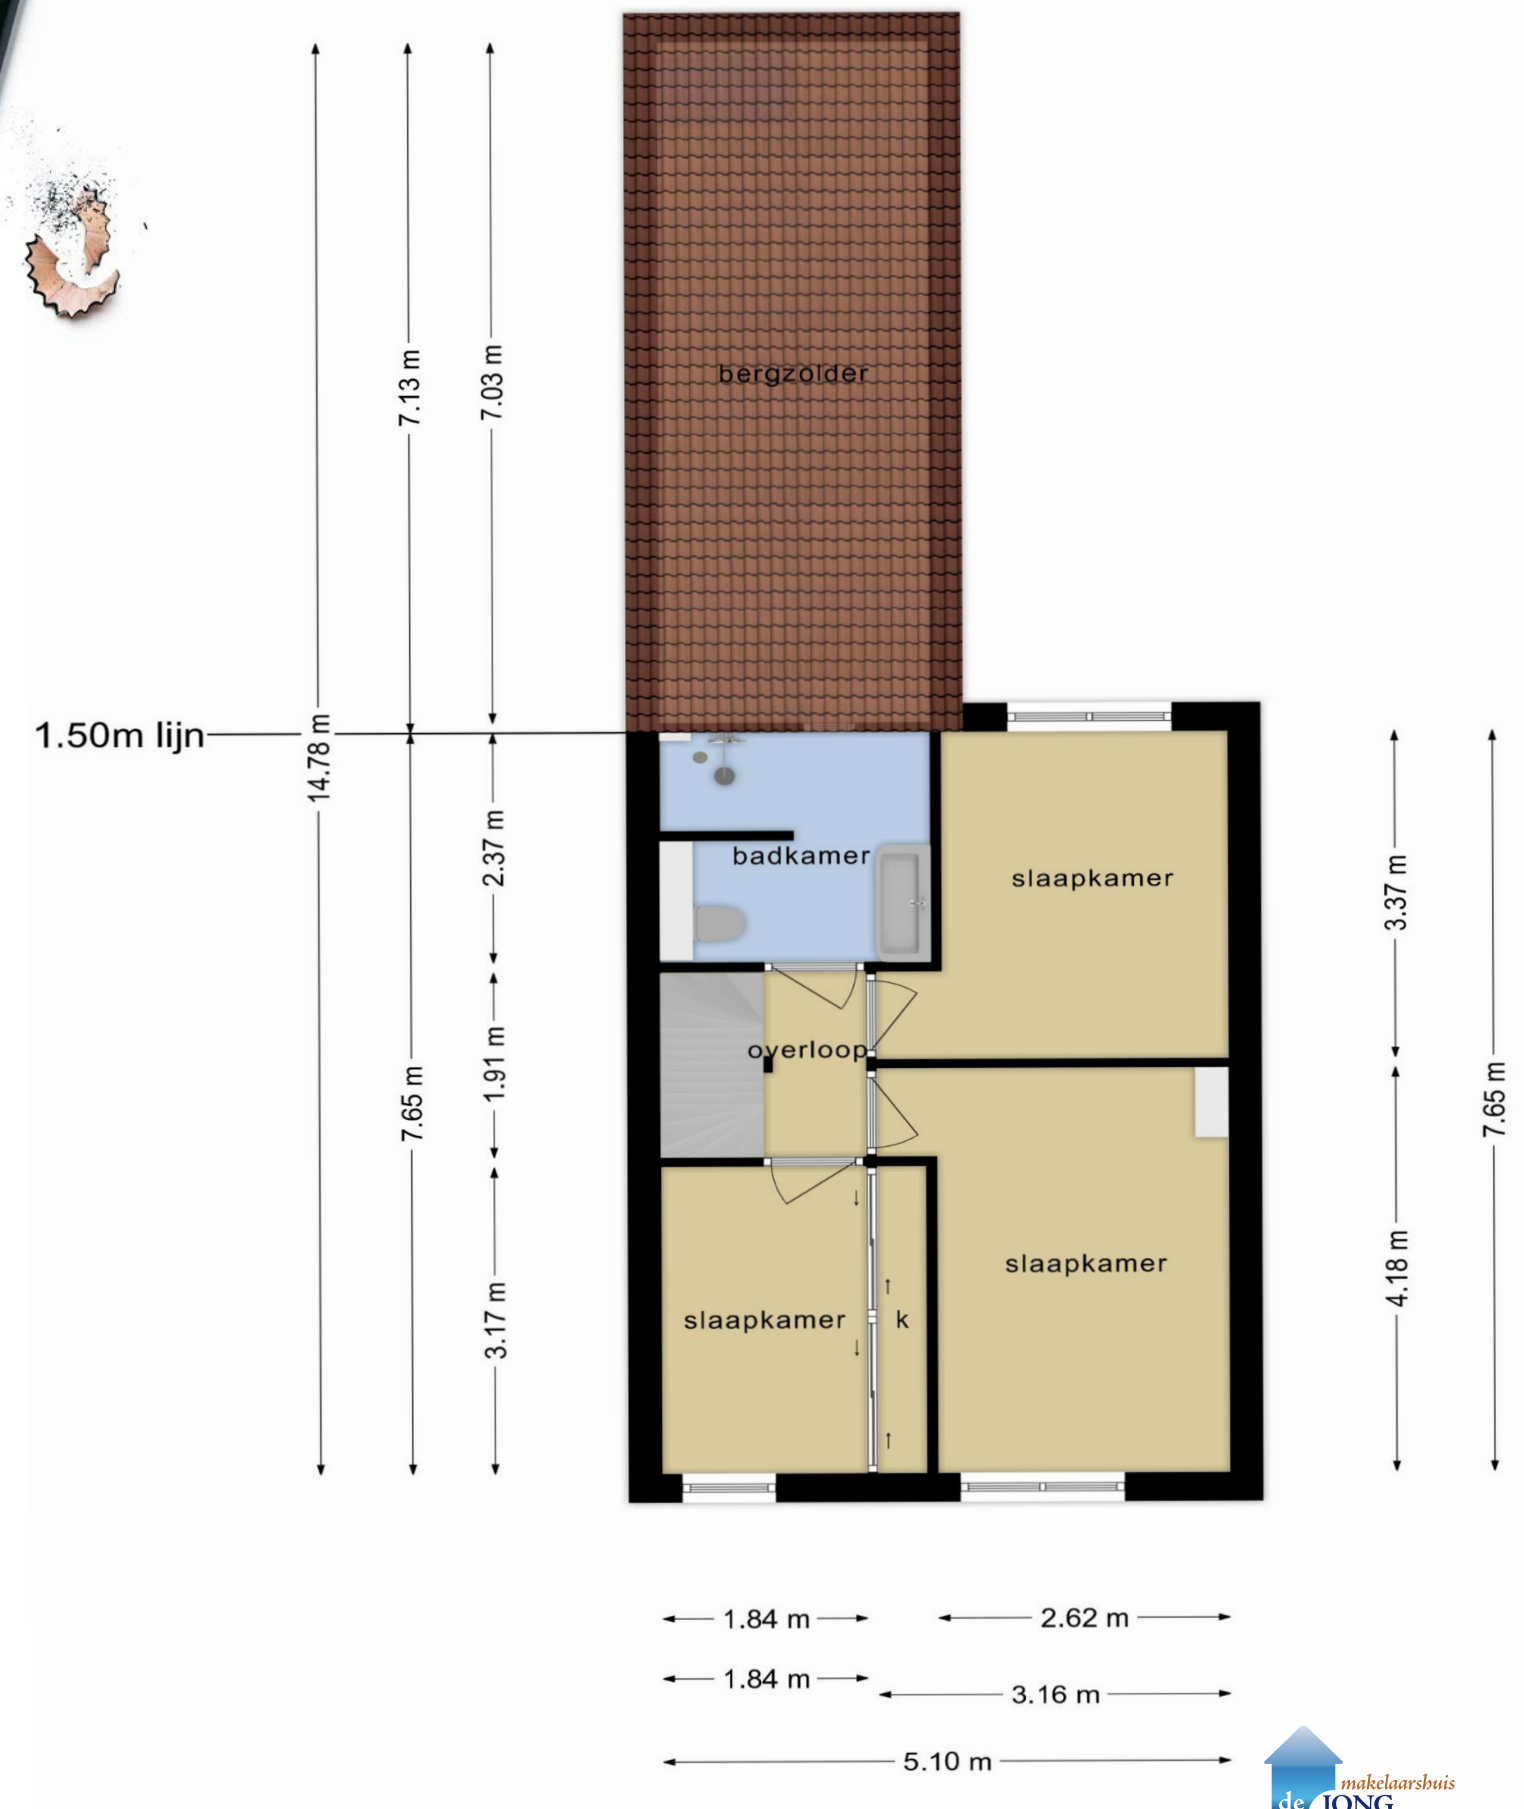 7.13 m
7.03 m
bergzolder
1.50m lijn
14.78 m
2.37 m
badkamer
slaapkamer
3.37 m
overloop
1.91 m
7.65 m
7.65 m
slaapkamer
4.18 m
3.17 m
slaapkamer
k
1.84 m
2.62 m
1.84 m
3.16 m
5.10 m
makelaarshuis
de JONG